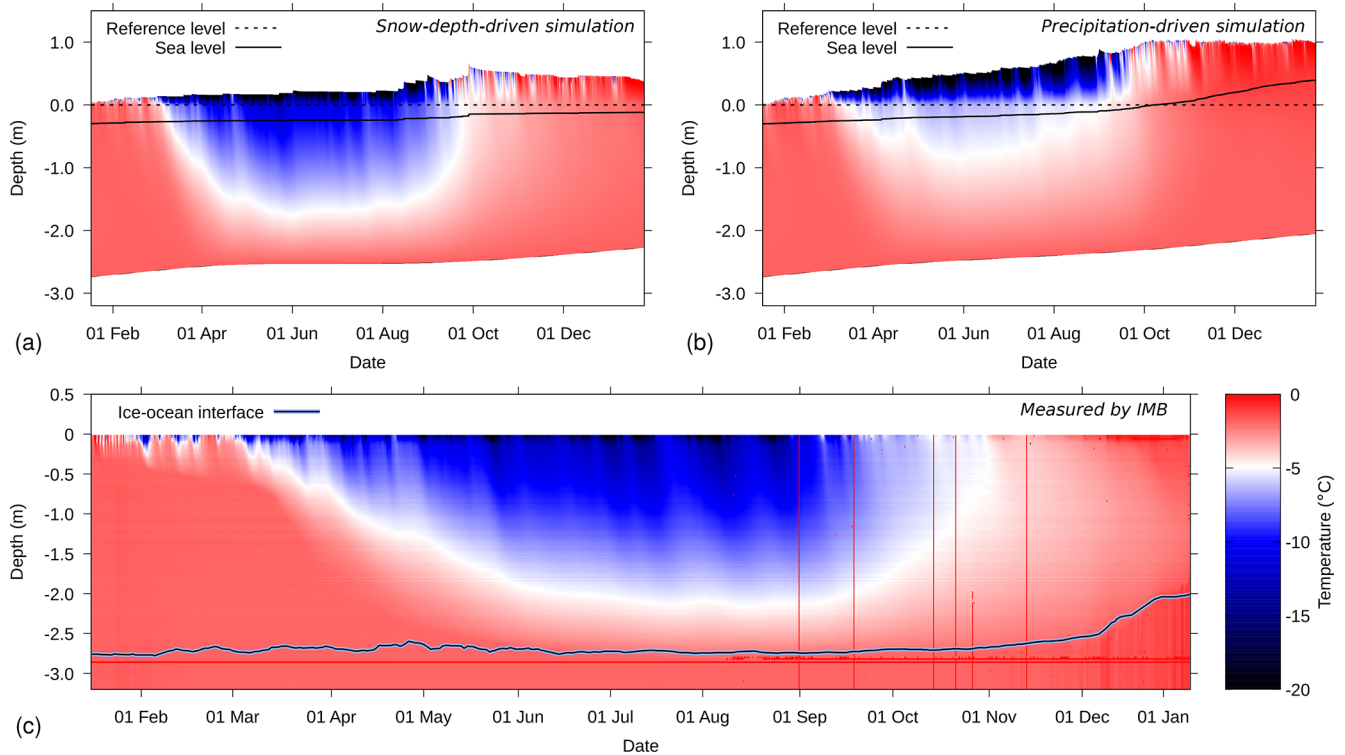 Reference level
Sea level
Snow-depth-driven simulation
1.0
0.0
-1.0
-2.0
-3.0
Depth (m)
01 Feb 01 Apr 01 Jun 01 Aug 01 Oct 01 Dec
Date
(a)
Reference level
Sea level
Precipitation-driven simulation
1.0
0.0
-1.0
-2.0
-3.0
Depth (m)
01 Feb 01 Apr 01 Jun 01 Aug 01 Oct 01 Dec
Date
(b)
Ice-ocean interface
Measured by IMB
0.5
0
-0.5
-1.0
-1.5
-2.0
-2.5
-3.0
Depth (m)
01 Feb 01 Mar 01 Apr 01 May 01 Jun 01 Jul 01 Aug 01 Sep 01 Oct 01 Nov 01 Dec 01 Jan
Date
(c)
0
-5
-10
-15
-20
Temperature (°C)